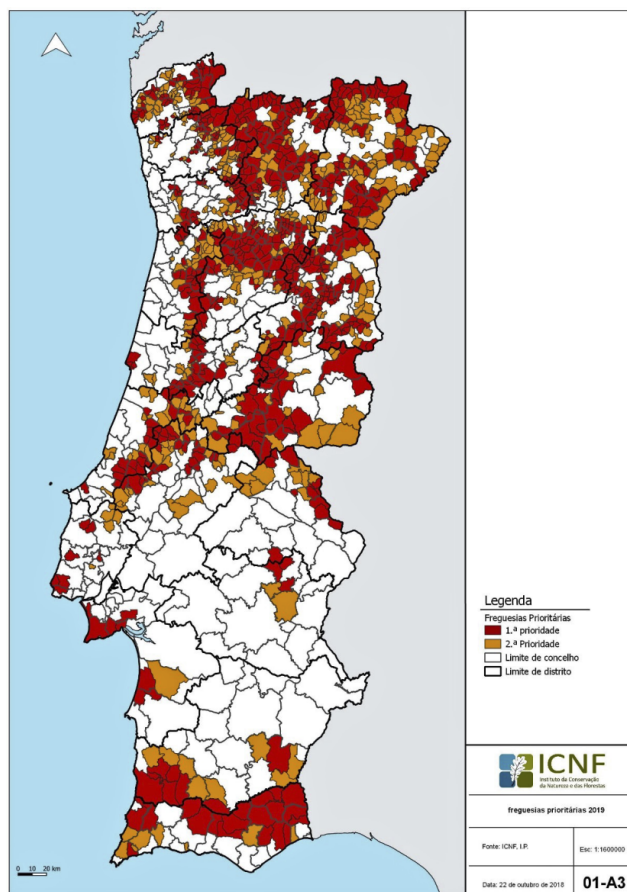 Legenda
Freguesias Prioritárias
1.ª prioridade
2.ª Prioridade
Limite de concelho
Limite de distrito
ICNF
Instituto da Conservação
da Natureza e das Florestas
freguesias prioritárias 2019
Fonte: ICNF, I.P.
Esc: 1:1600000
Data: 22 de outubro de 2018
01-A3
0 10 20 km